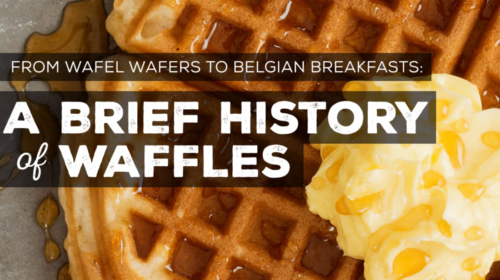 FROM WAFEL WAFERS TO BELGIAN BREAKFASTS:
A BRIEF HISTORY
of WAFFLES